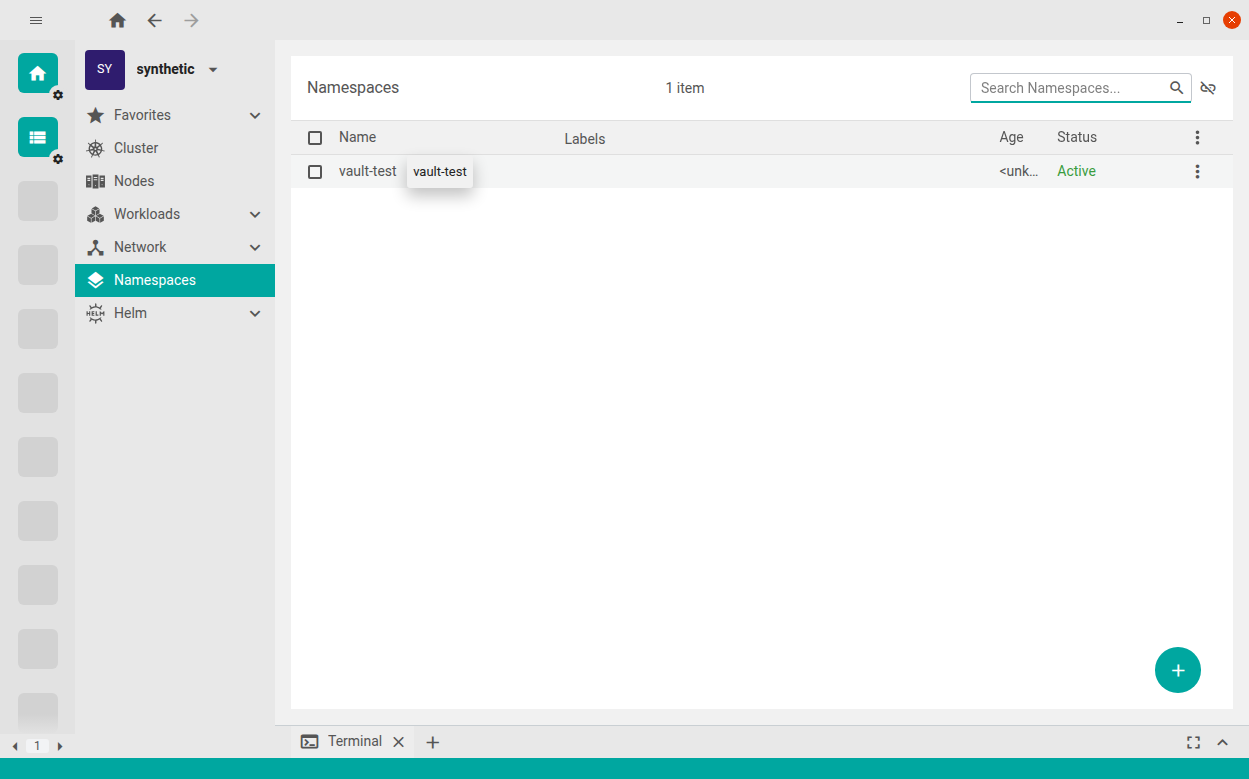 SY synthetic
Favorites
Cluster
Nodes
Workloads
Network
Namespaces
HELM Helm
Namespaces 1 item Search Namespaces...
Name Labels Age Status
vault-test vault-test <unk... Active
Terminal
1